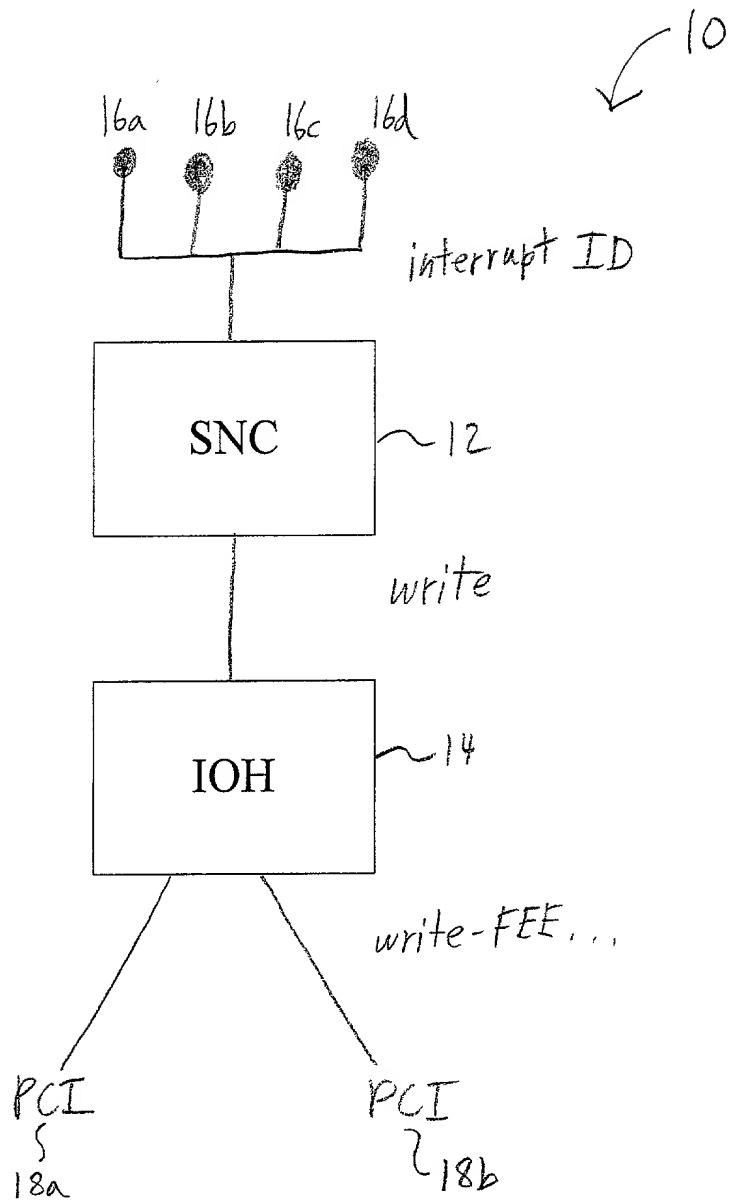 10
16a 16b 16c 16d
interrupt ID
SNC
12
write
IOH
14
write-FEE...
PCI PCI
18a 18b